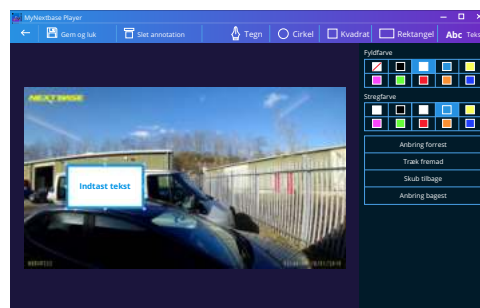 MyNextbase Player
Gem og luk
Slet annotation
Tegn
Cirkel
Kvadrat
Rektangel
Abc Teks
Fyldfarve
Stregfarve
Anbring forrest
Træk fremad
Skub tilbage
Anbring bagest
NEXTBASE
Indtast tekst